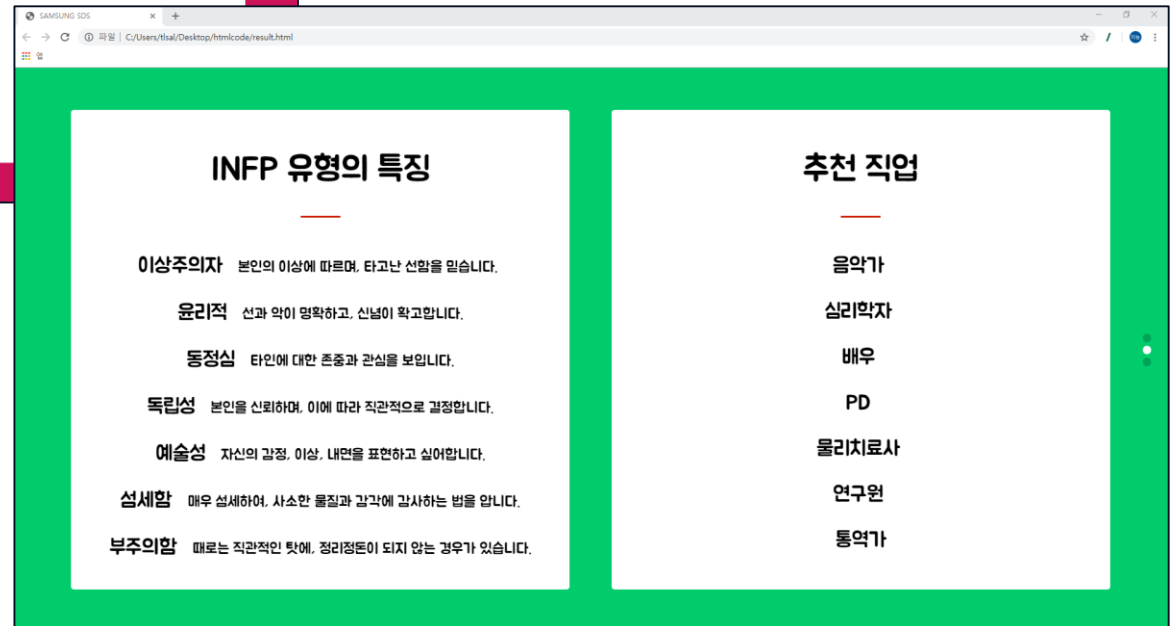 SAMSUNG SDS
파일 | C:/Users/tlsal/Desktop/htmlcode/result.html
앱
INFP 유형의 특징
이상주의자 본인의 이상에 따르며, 타고난 선함을 믿습니다.
윤리적 선과 악이 명확하고, 신념이 확고합니다.
동정심 타인에 대한 존중과 관심을 보입니다.
독립성 본인을 신뢰하며, 이에 따라 직관적으로 결정합니다.
예술성 자신의 감정, 이상, 내면을 표현하고 싶어합니다.
섬세함 매우 섬세하여, 사소한 물질과 감각에 감사하는 법을 압니다.
부주의함 때로는 직관적인 탓에, 정리정돈이 되지 않는 경우가 있습니다.
추천 직업
음악가
심리학자
배우
PD
물리치료사
연구원
통역가